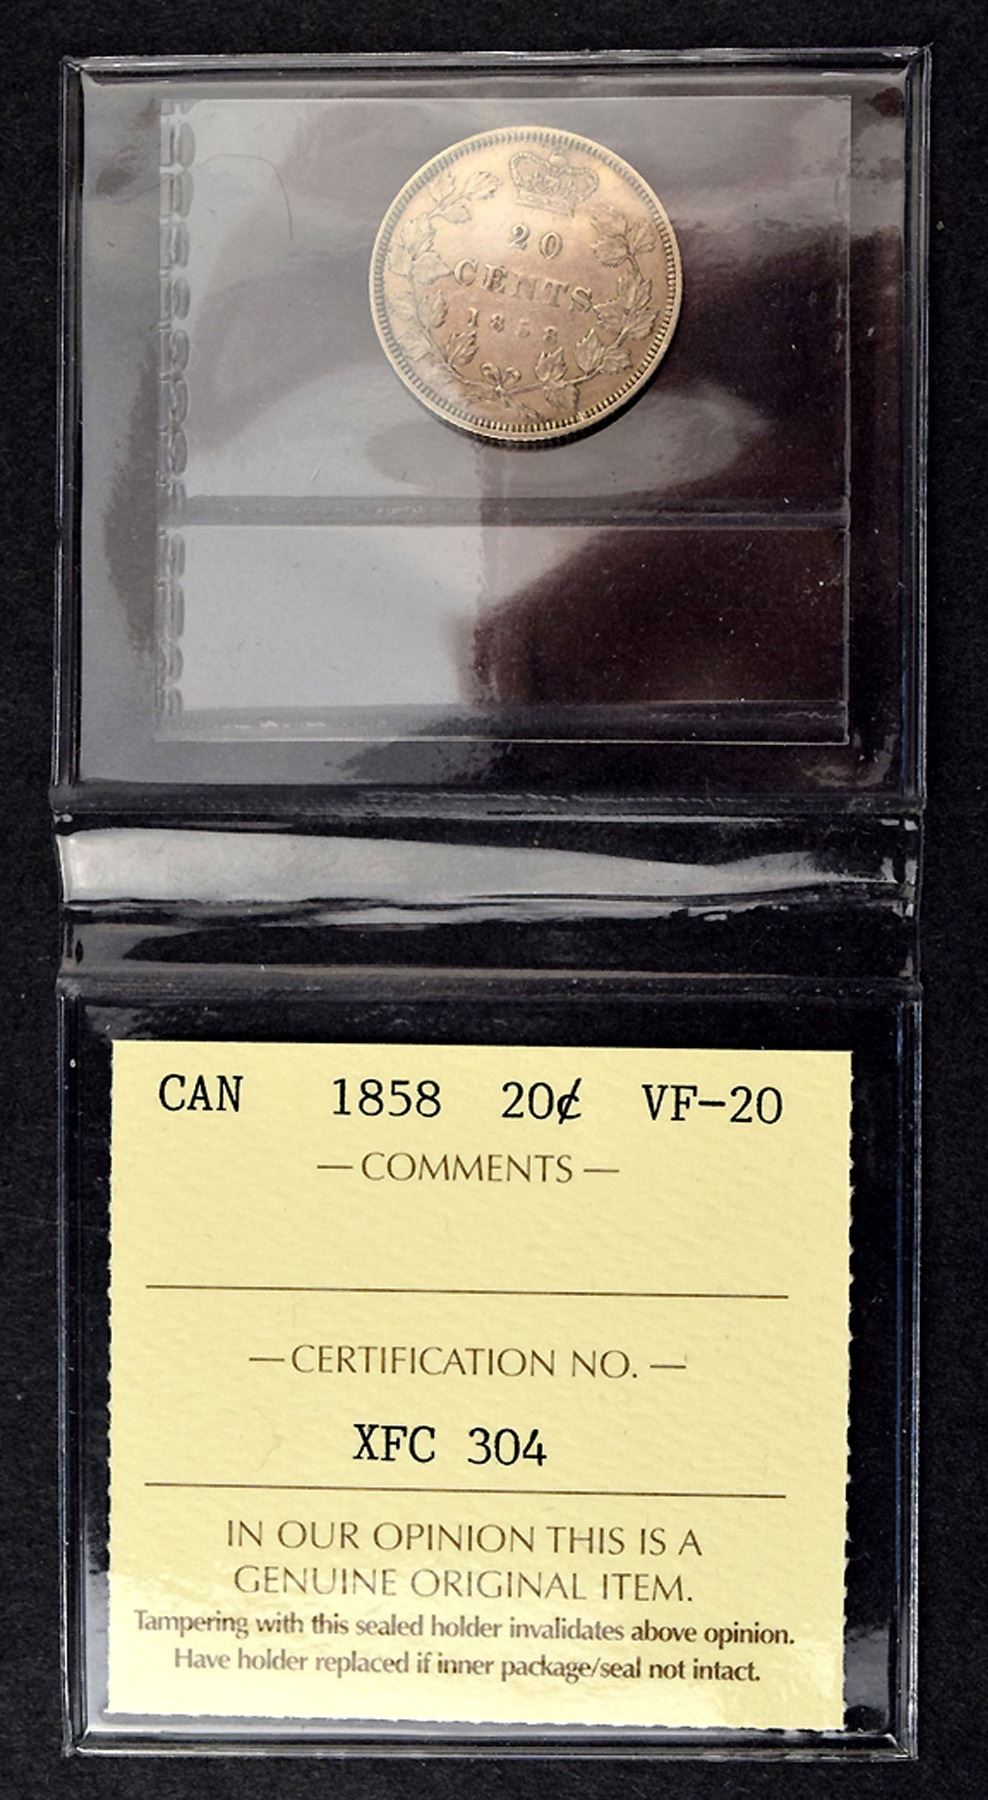 20
CENTS
1858
CAN 1858 20¢ VF-20
— COMMENTS —
— CERTIFICATION NO. —
XFC 304
IN OUR OPINION THIS IS A
GENUINE ORIGINAL ITEM.
Tampering with this sealed holder invalidates above opinion.
Have holder replaced if inner package/seal not intact.